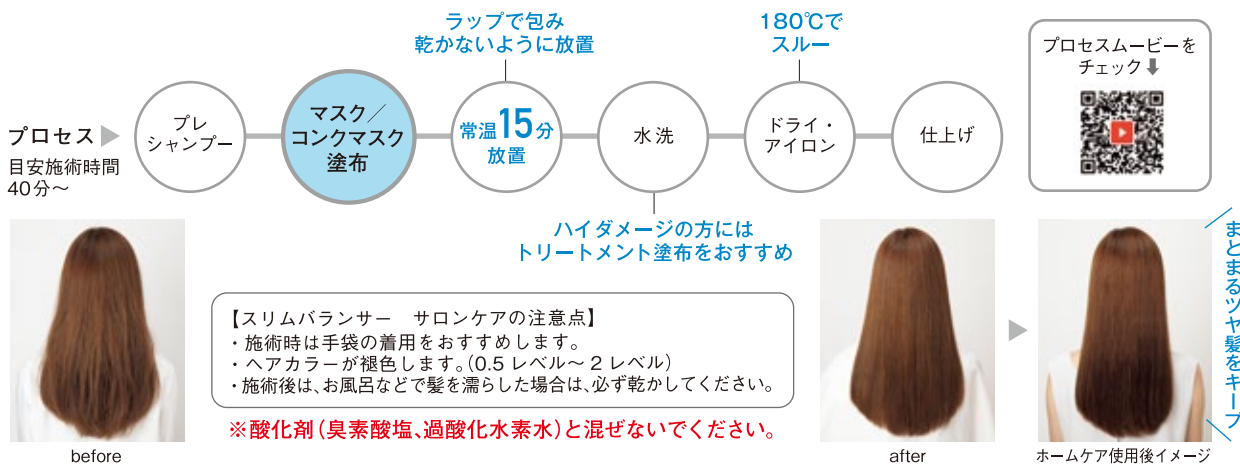 プロセス
目安施術時間
40分〜
プレ
シャンプー
マスク／
コンクマスク
塗布
ラップで包み
乾かないように放置
常温15分
放置
水洗
ハイダメージの方には
トリートメント塗布をおすすめ
180℃で
スルー
ドライ・
アイロン
仕上げ
プロセスムービーを
チェック
before
【スリムバランサー　サロンケアの注意点】
・施術時は手袋の着用をおすすめします。
・ヘアカラーが褪色します。（0.5 レベル〜 2 レベル）
・施術後は、お風呂などで髪を濡らした場合は、必ず乾かしてください。
※酸化剤（臭素酸塩、過酸化水素水）と混ぜないでください。
after
ホームケア使用後イメージ
まとまるツヤ髪をキープ